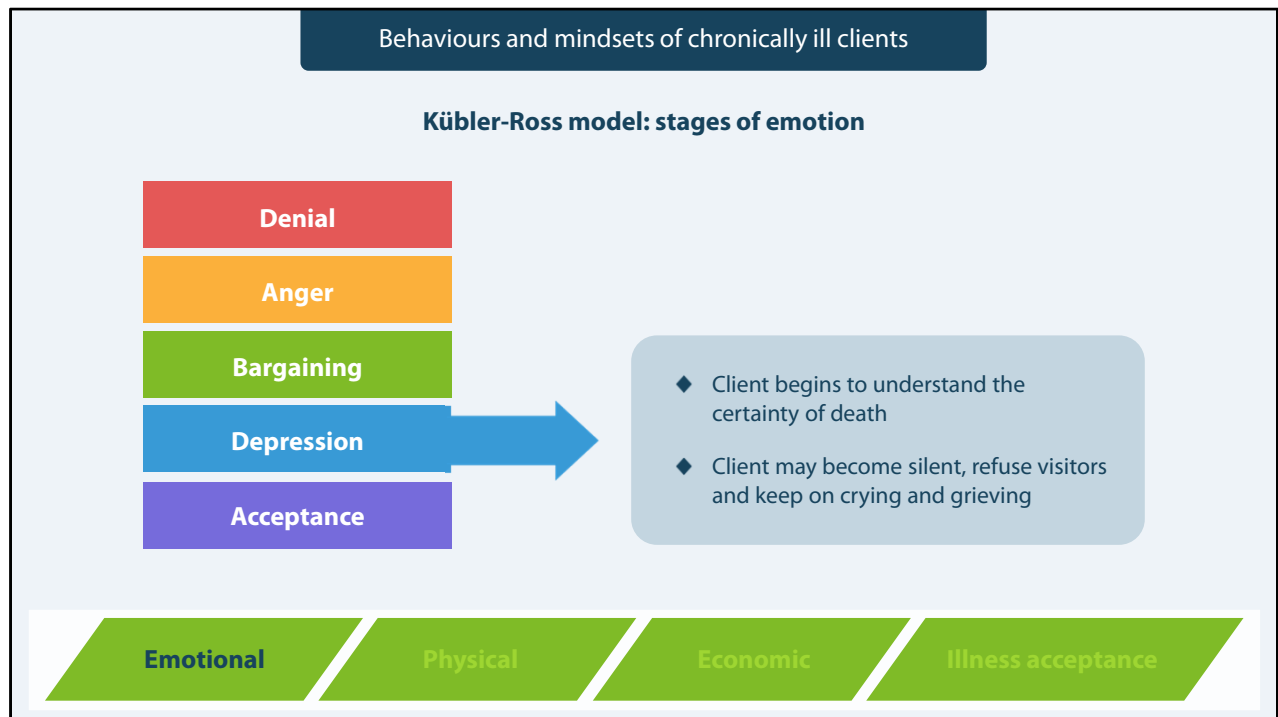 Behaviours and mindsets of chronically ill clients
Kübler-Ross model: stages of emotion
Denial
Anger
Bargaining
Depression
Acceptance
◆ Client begins to understand the
certainty of death
◆ Client may become silent, refuse visitors
and keep on crying and grieving
Emotional
Physical
Economic
Illness acceptance